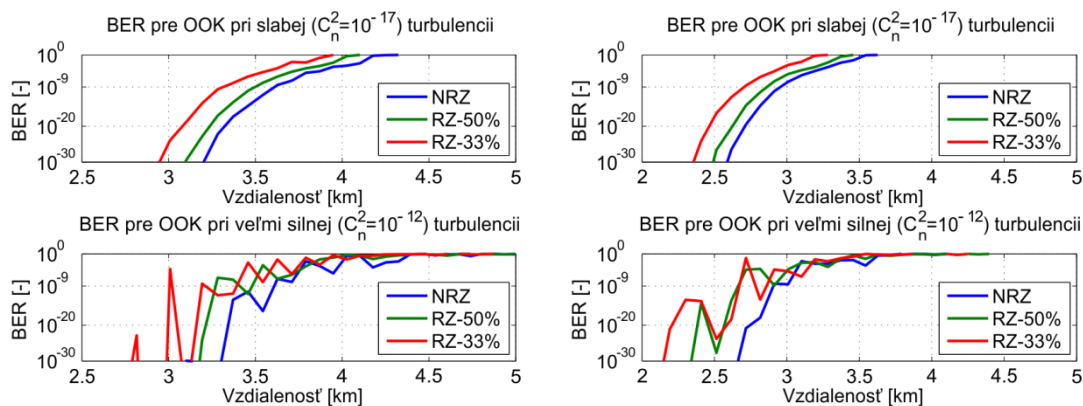 BER pre OOK pri slabej (C_n^2=10^-17) turbulencii
BER [-]
10^0
10^-9
10^-20
10^-30
NRZ
RZ-50%
RZ-33%
2.5 3 3.5 4 4.5 5
Vzdialenosť [km]
BER pre OOK pri slabej (C_n^2=10^-17) turbulencii
BER [-]
10^0
10^-9
10^-20
10^-30
NRZ
RZ-50%
RZ-33%
2 2.5 3 3.5 4 4.5 5
Vzdialenosť [km]
BER pre OOK pri veľmi silnej (C_n^2=10^-12) turbulencii
BER [-]
10^0
10^-9
10^-20
10^-30
NRZ
RZ-50%
RZ-33%
2.5 3 3.5 4 4.5 5
Vzdialenosť [km]
BER pre OOK pri veľmi silnej (C_n^2=10^-12) turbulencii
BER [-]
10^0
10^-9
10^-20
10^-30
NRZ
RZ-50%
RZ-33%
2 2.5 3 3.5 4 4.5 5
Vzdialenosť [km]